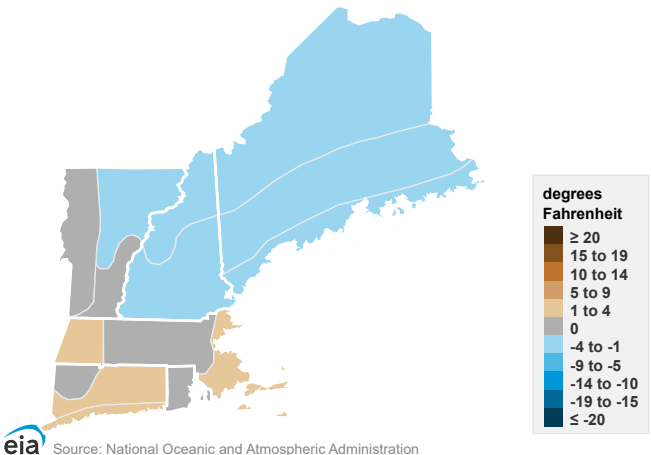 degrees
Fahrenheit
≥ 20
15 to 19
10 to 14
5 to 9
1 to 4
0
-4 to -1
-9 to -5
-14 to -10
-19 to -15
≤ -20
eia
Source: National Oceanic and Atmospheric Administration